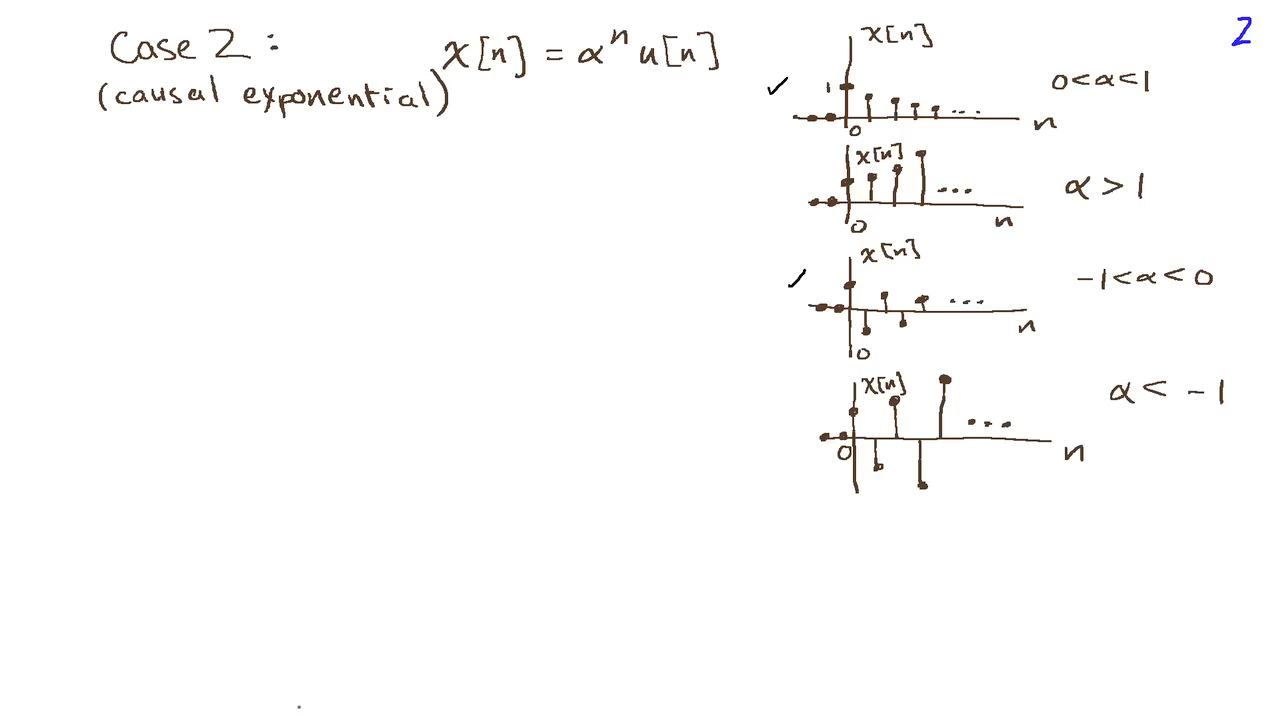 2
Case 2 :
(causal exponential)
x[n] = α^n u[n]
x[n]
1
0
n
0<α<1
x[n]
0
n
α > 1
x[n]
0
n
-1<α<0
x[n]
0
n
α < -1